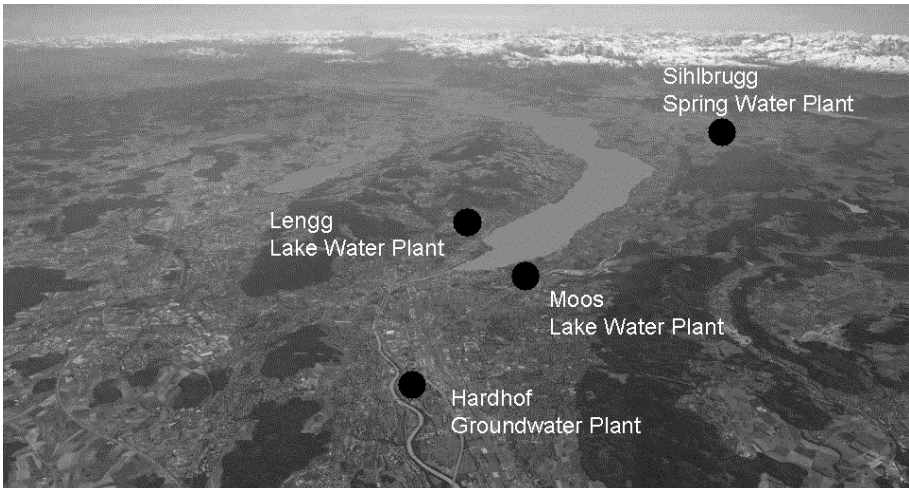 Sihlbrugg
Spring Water Plant
Lengg
Lake Water Plant
Moos
Lake Water Plant
Hardhof
Groundwater Plant